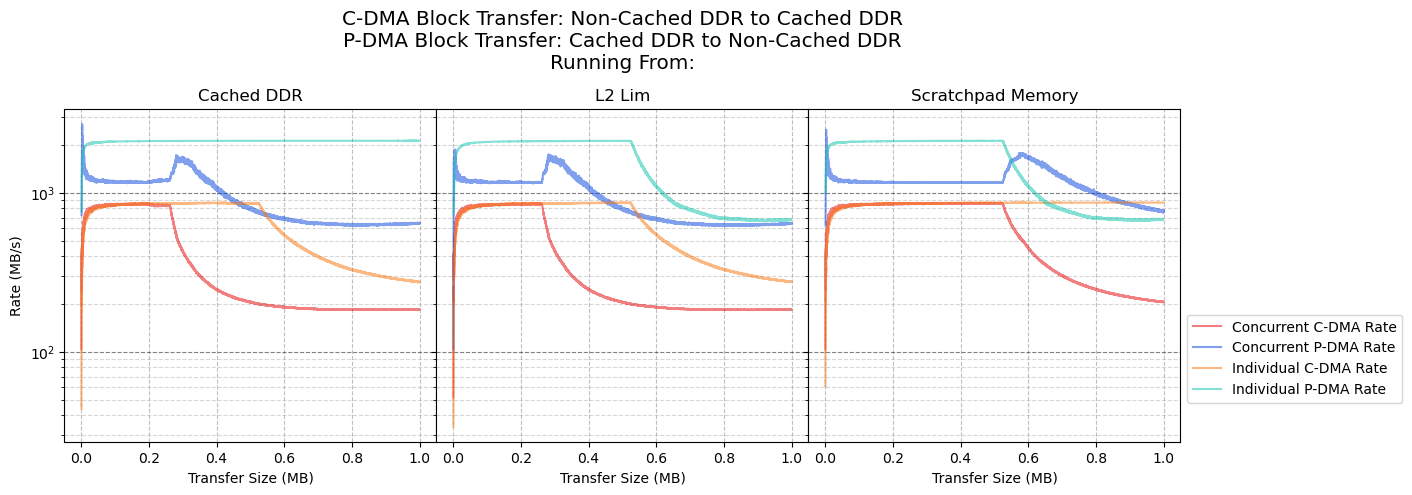 C-DMA Block Transfer: Non-Cached DDR to Cached DDR
P-DMA Block Transfer: Cached DDR to Non-Cached DDR
Running From:
Cached DDR
L2 Lim
Scratchpad Memory
Rate (MB/s)
10³
10²
0.0 0.2 0.4 0.6 0.8 1.0
0.0 0.2 0.4 0.6 0.8 1.0
0.0 0.2 0.4 0.6 0.8 1.0
Transfer Size (MB)
Transfer Size (MB)
Transfer Size (MB)
Concurrent C-DMA Rate
Concurrent P-DMA Rate
Individual C-DMA Rate
Individual P-DMA Rate